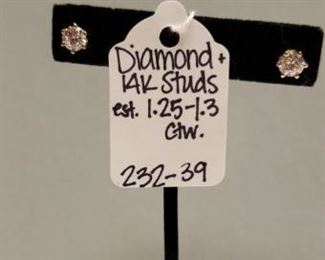 Diamond +
14K Studs
est. 1.25-1.3
Ctw.
232-39